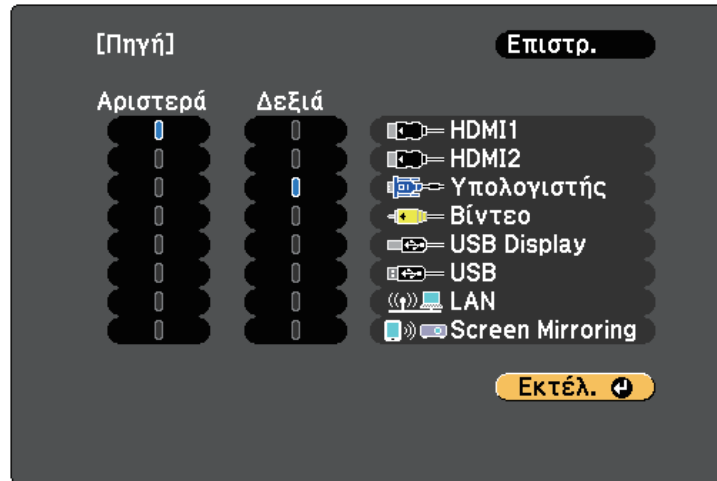 [Πηγή] Επιστρ.
Αριστερά Δεξιά
HDMI1
HDMI2
Υπολογιστής
Βίντεο
USB Display
USB
LAN
Screen Mirroring
Εκτέλ.